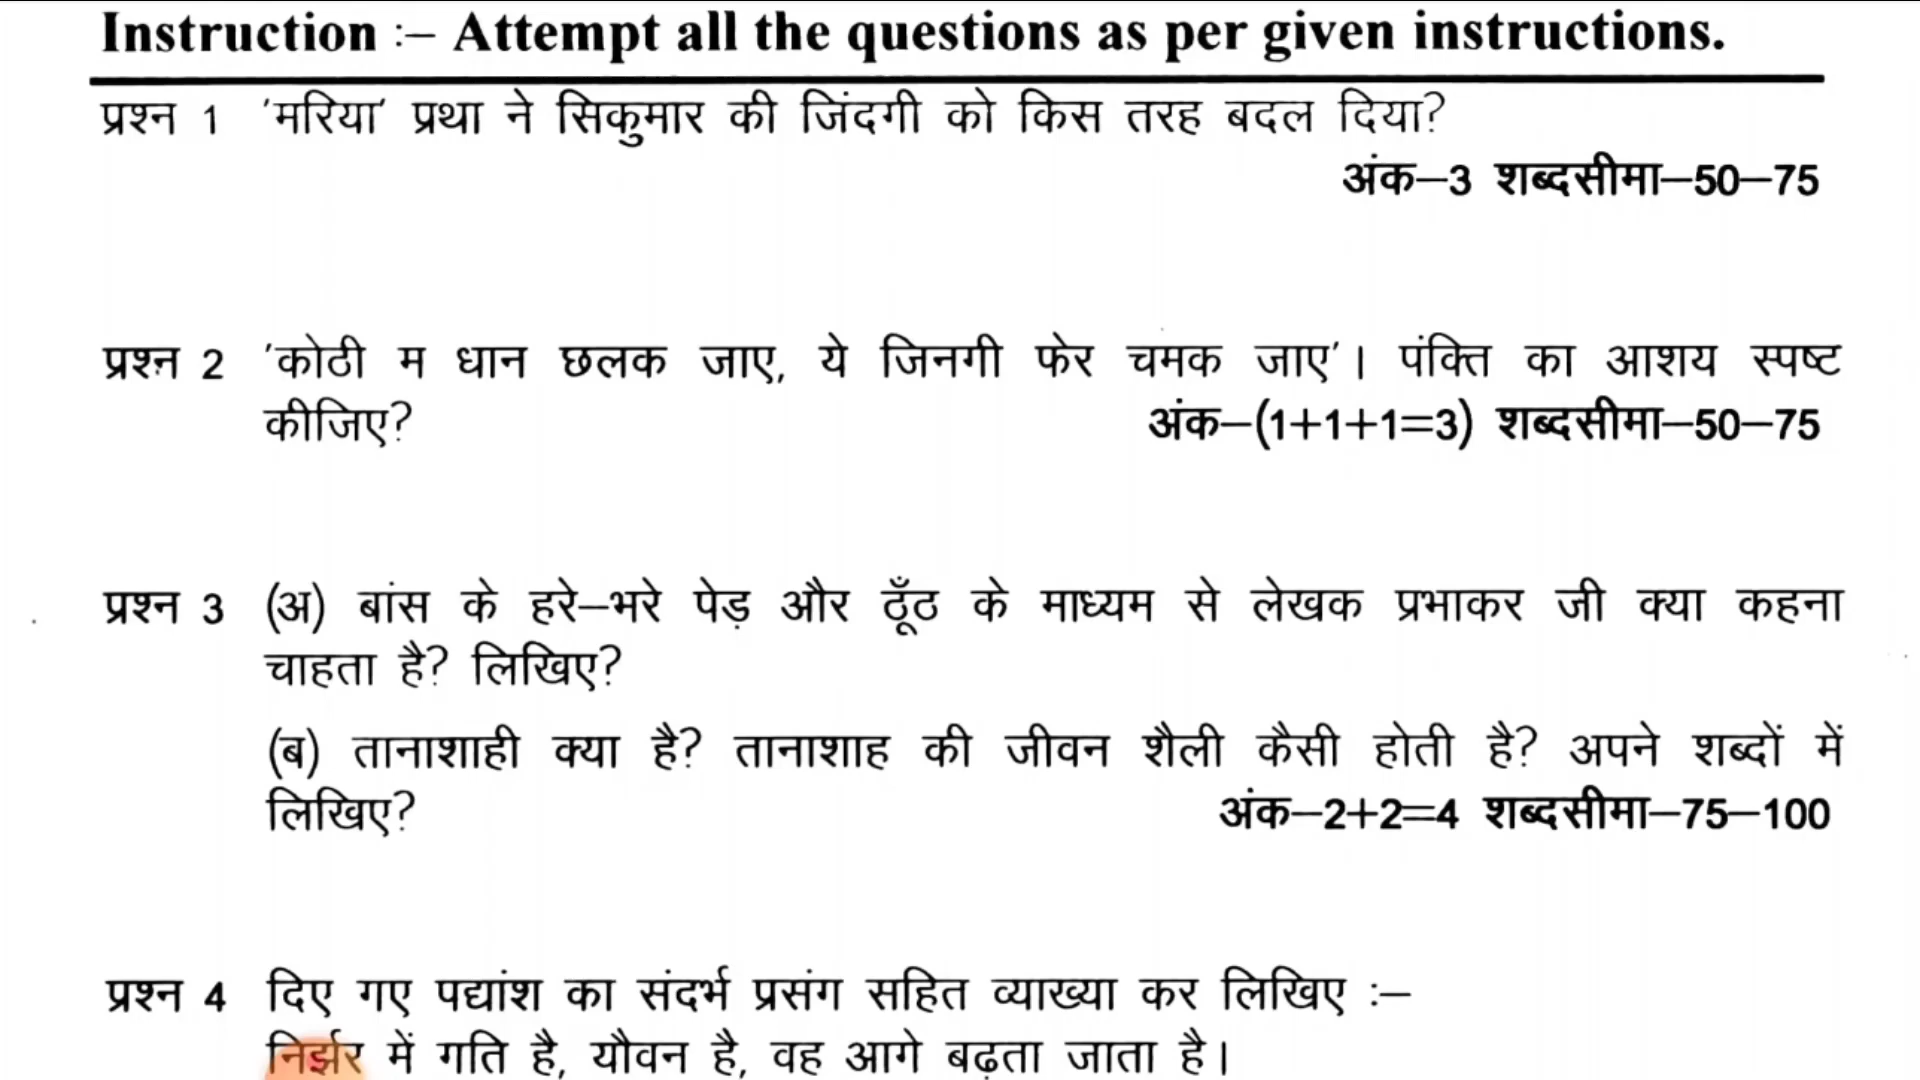 Instruction :– Attempt all the questions as per given instructions.
प्रश्न 1 'मरिया' प्रथा ने सिकुमार की जिंदगी को किस तरह बदल दिया?
अंक–3 शब्दसीमा–50–75
प्रश्न 2 'कोठी म धान छलक जाए, ये जिनगी फेर चमक जाए'। पंक्ति का आशय स्पष्ट
कीजिए? अंक–(1+1+1=3) शब्दसीमा–50–75
प्रश्न 3 (अ) बांस के हरे–भरे पेड़ और ठूँठ के माध्यम से लेखक प्रभाकर जी क्या कहना
चाहता है? लिखिए?
(ब) तानाशाही क्या है? तानाशाह की जीवन शैली कैसी होती है? अपने शब्दों में
लिखिए? अंक–2+2=4 शब्दसीमा–75–100
प्रश्न 4 दिए गए पद्यांश का संदर्भ प्रसंग सहित व्याख्या कर लिखिए :–
निर्झर में गति है, यौवन है, वह आगे बढ़ता जाता है।